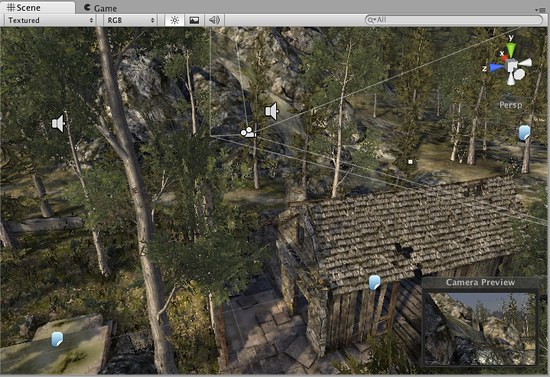 Scene
Game
Textured
RGB
All
y
x
z
Persp
Camera Preview